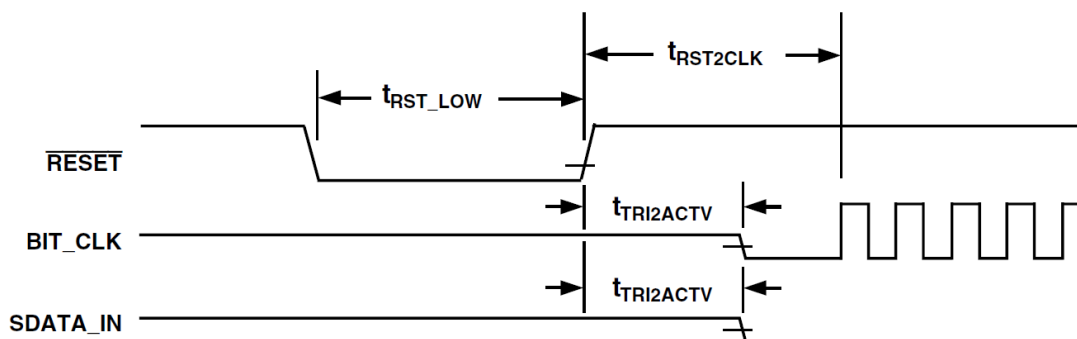 tRST2CLK
tRST_LOW
RESET
tTRI2ACTV
BIT_CLK
tTRI2ACTV
SDATA_IN